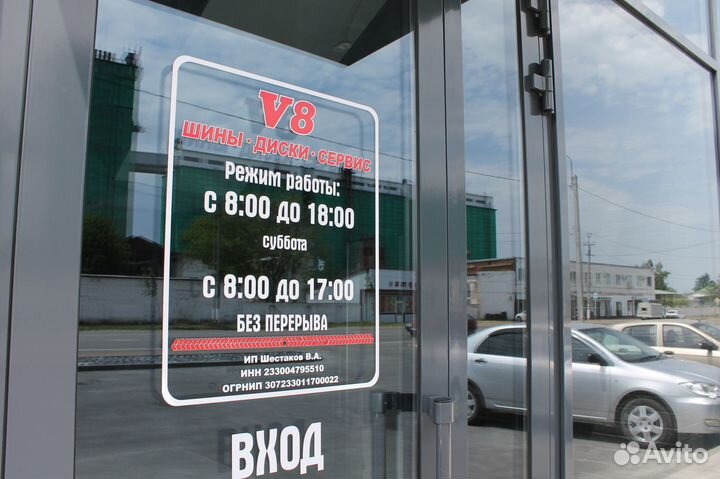 V8
ШИНЫ · ДИСКИ · СЕРВИС
Режим работы:
С 8:00 ДО 18:00
суббота
С 8:00 ДО 17:00
БЕЗ ПЕРЕРЫВА
ИП Шестаков В.А.
ИНН 233004795510
ОГРНИП 307233011700022
ВХОД
Avito